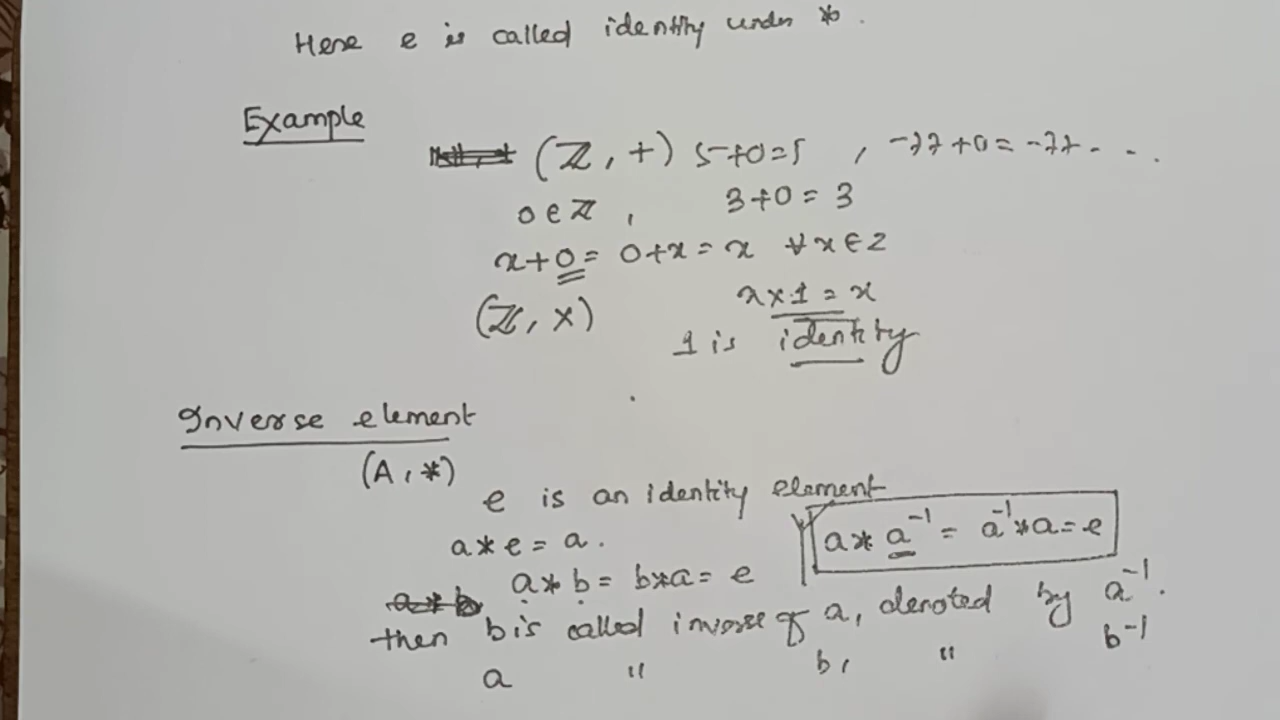 Here e is called identity under *.
Example
(ℤ, +) 5+0=5 , -77+0=-77- - .
0 ∈ ℤ , 3+0=3
x+0= 0+x=x ∀x∈Z
(ℤ, ×) x×1=x
1 is identity
Inverse element
(A, *)
e is an identity element
a*e=a. a* a⁻¹ = a⁻¹*a=e
a*b=b*a=e
then b is called inverse of a, denoted by a⁻¹.
a " b, " b⁻¹